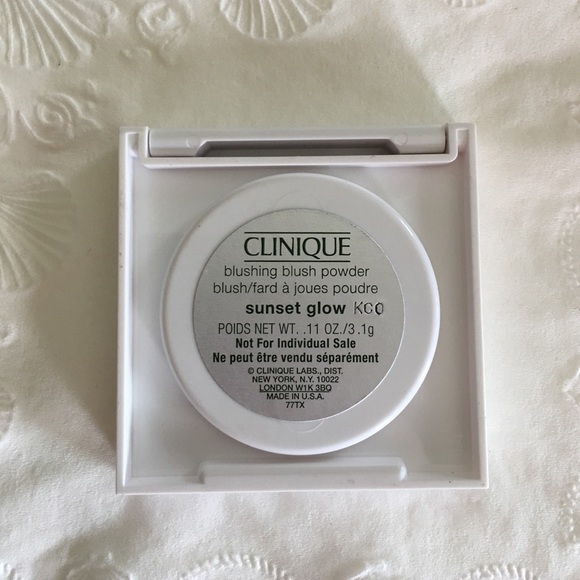 CLINIQUE
blushing blush powder
blush/fard à joues poudre
sunset glow
POIDS NET WT. .11 OZ./3.1g
Not For Individual Sale
Ne peut être vendu séparément
© CLINIQUE LABS., DIST.
NEW YORK, N.Y. 10022
LONDON W1K 3BQ
MADE IN U.S.A.
77TX